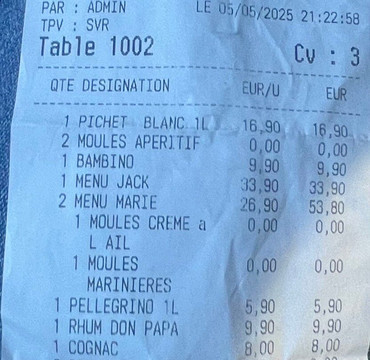 PAR : ADMIN LE 05/05/2025 21:22:58
TPV : SVR
Table 1002 Cv : 3
QTE DESIGNATION EUR/U EUR
1 PICHET BLANC 1L 16,90 16,90
2 MOULES APERITIF 0,00 0,00
1 BAMBINO 9,90 9,90
1 MENU JACK 33,90 33,90
2 MENU MARIE 26,90 53,80
1 MOULES CREME a 0,00 0,00
L AIL
1 MOULES 0,00 0,00
MARINIERES
1 PELLEGRINO 1L 5,90 5,90
1 RHUM DON PAPA 9,90 9,90
1 COGNAC 8,00 8,00